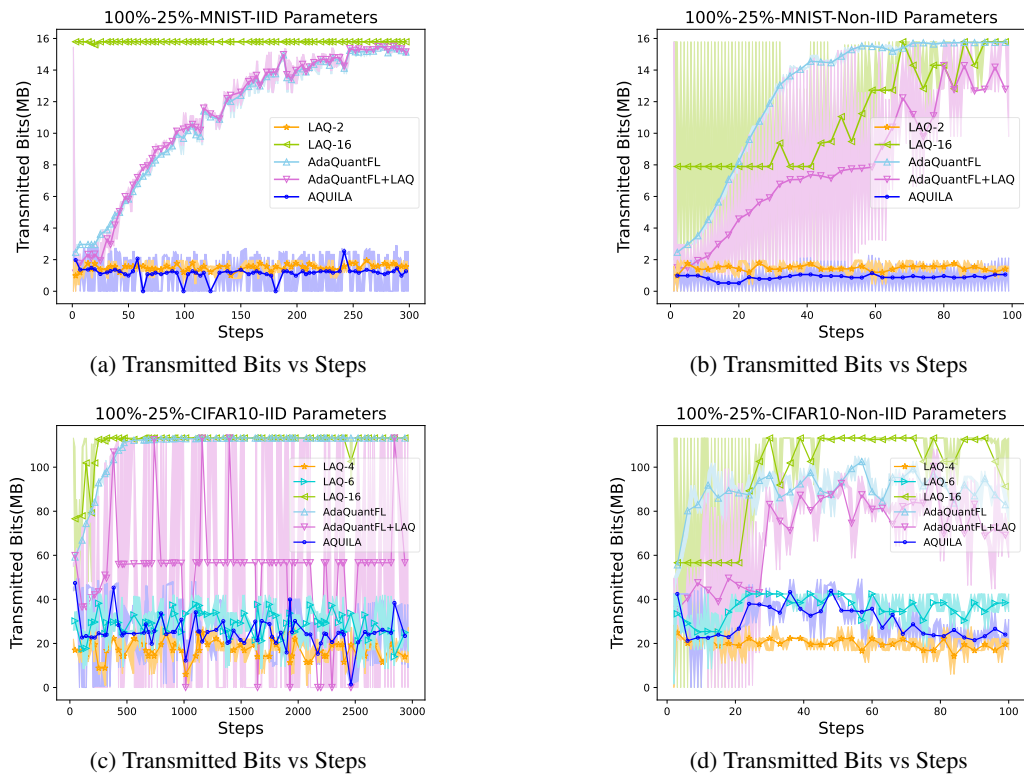 100%-25%-MNIST-IID Parameters
Transmitted Bits(MB)
16
14
12
10
8
6
4
2
0
LAQ-2
LAQ-16
AdaQuantFL
AdaQuantFL+LAQ
AQUILA
0 50 100 150 200 250 300
Steps
(a) Transmitted Bits vs Steps
100%-25%-MNIST-Non-IID Parameters
Transmitted Bits(MB)
16
14
12
10
8
6
4
2
0
LAQ-2
LAQ-16
AdaQuantFL
AdaQuantFL+LAQ
AQUILA
0 20 40 60 80 100
Steps
(b) Transmitted Bits vs Steps
100%-25%-CIFAR10-IID Parameters
Transmitted Bits(MB)
100
80
60
40
20
0
LAQ-4
LAQ-6
LAQ-16
AdaQuantFL
AdaQuantFL+LAQ
AQUILA
0 500 1000 1500 2000 2500 3000
Steps
(c) Transmitted Bits vs Steps
100%-25%-CIFAR10-Non-IID Parameters
Transmitted Bits(MB)
100
80
60
40
20
0
LAQ-4
LAQ-6
LAQ-16
AdaQuantFL
AdaQuantFL+LAQ
AQUILA
0 20 40 60 80 100
Steps
(d) Transmitted Bits vs Steps